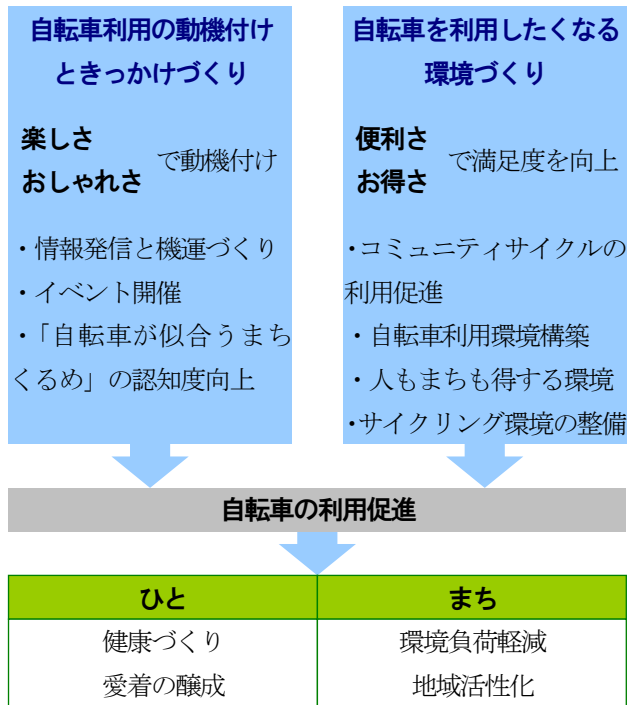 自転車利用の動機付け
ときっかけづくり
楽しさ
おしゃれさ
で動機付け
・情報発信と機運づくり
・イベント開催
・「自転車が似合うまち
くるめ」の認知度向上
自転車を利用したくなる
環境づくり
便利さ
お得さ
で満足度を向上
・コミュニティサイクルの
利用促進
・自転車利用環境構築
・人もまちも得する環境
・サイクリング環境の整備
自転車の利用促進
ひと
まち
健康づくり
環境負荷軽減
愛着の醸成
地域活性化